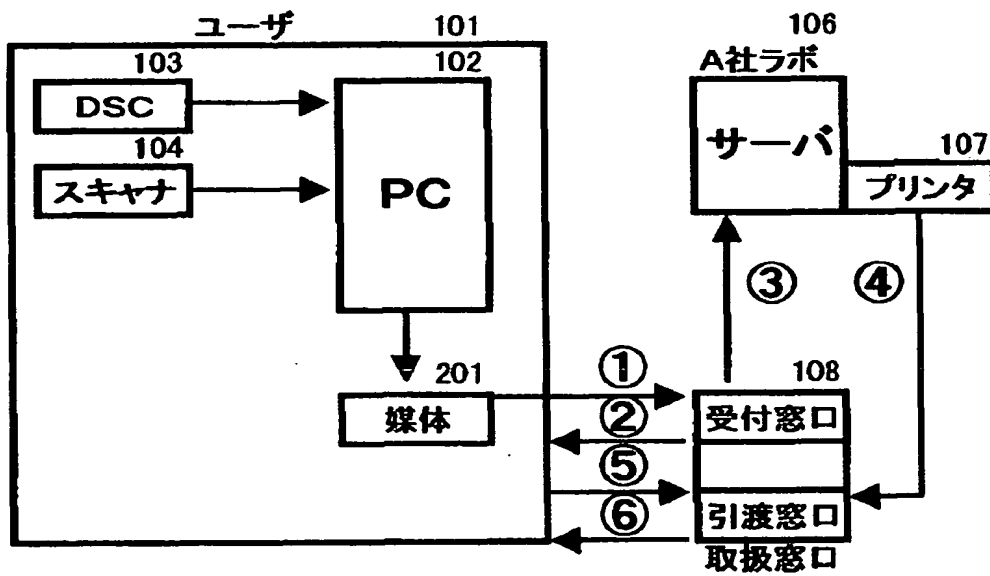 ユーザ 101
103
DSC
104
スキャナ
102
PC
201
媒体
106
A社ラボ
サーバ
107
プリンタ
③
④
①
②
⑤
⑥
108
受付窓口
引渡窓口
取扱窓口